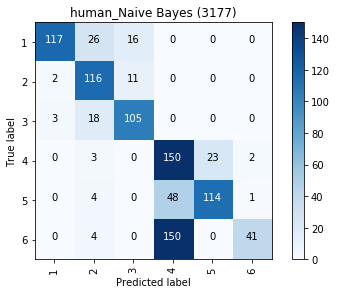 human_Naive Bayes (3177)
True label
1 117 26 16 0 0 0
2 2 116 11 0 0 0
3 3 18 105 0 0 0
4 0 3 0 150 23 2
5 0 4 0 48 114 1
6 0 4 0 150 0 41
1 2 3 4 5 6
Predicted label
140
120
100
80
60
40
20
0